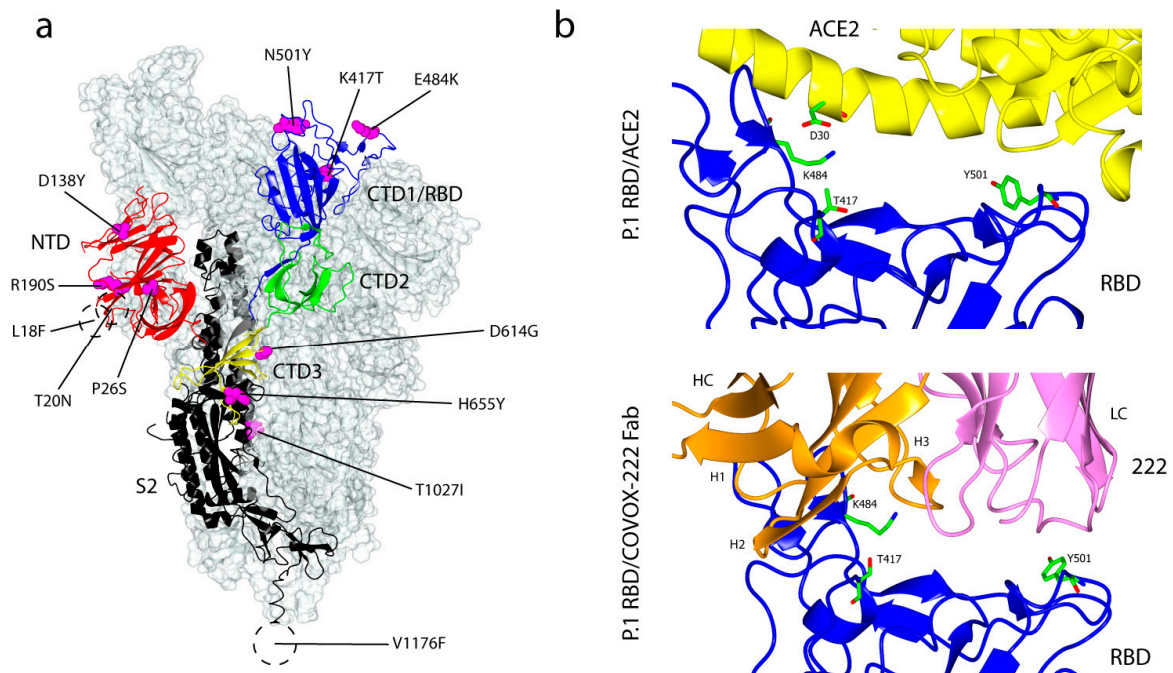 a
N501Y
K417T
E484K
D138Y
CTD1/RBD
NTD
R190S
CTD2
L18F
D614G
T20N
P26S
CTD3
H655Y
S2
T1027I
V1176F
b
ACE2
P.1 RBD/ACE2
D30
K484
T417
Y501
RBD
P.1 RBD/COVOX-222 Fab
HC
LC
H3
222
H1
K484
H2
T417
Y501
RBD